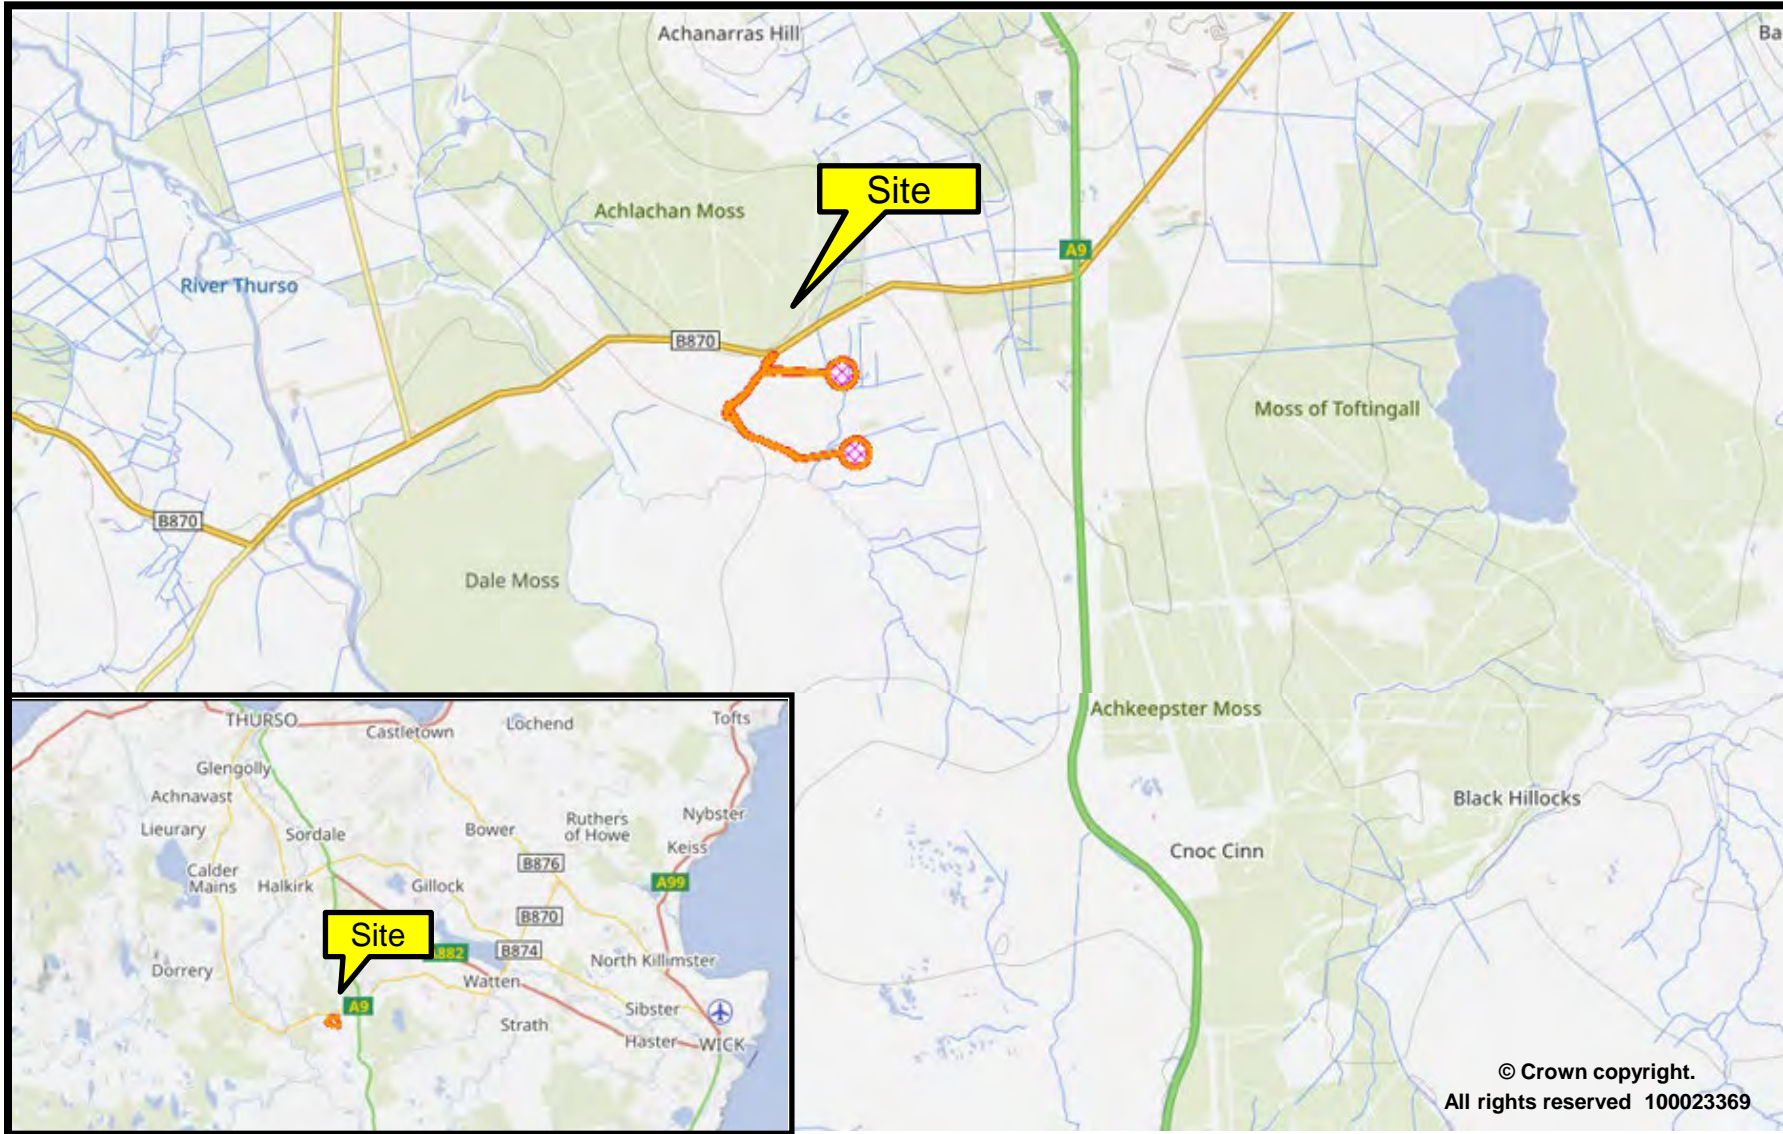 Achanarras Hill
Site
Achlachan Moss
A9
River Thurso
B870
Moss of Toftingall
B870
Dale Moss
Achkeepster Moss
Black Hillocks
Cnoc Cinn
THURSO
Castletown
Lochend
Tofts
Glengolly
Achnavast
Lieurary
Sordale
Bower
Ruthers
of Howe
Nybster
Keiss
B876
Calder
Mains
Halkirk
Gillock
A99
B870
Site
B874
Dorrery
Watten
North Killimster
A9
Strath
Sibster
Haster
WICK
© Crown copyright.
All rights reserved 100023369